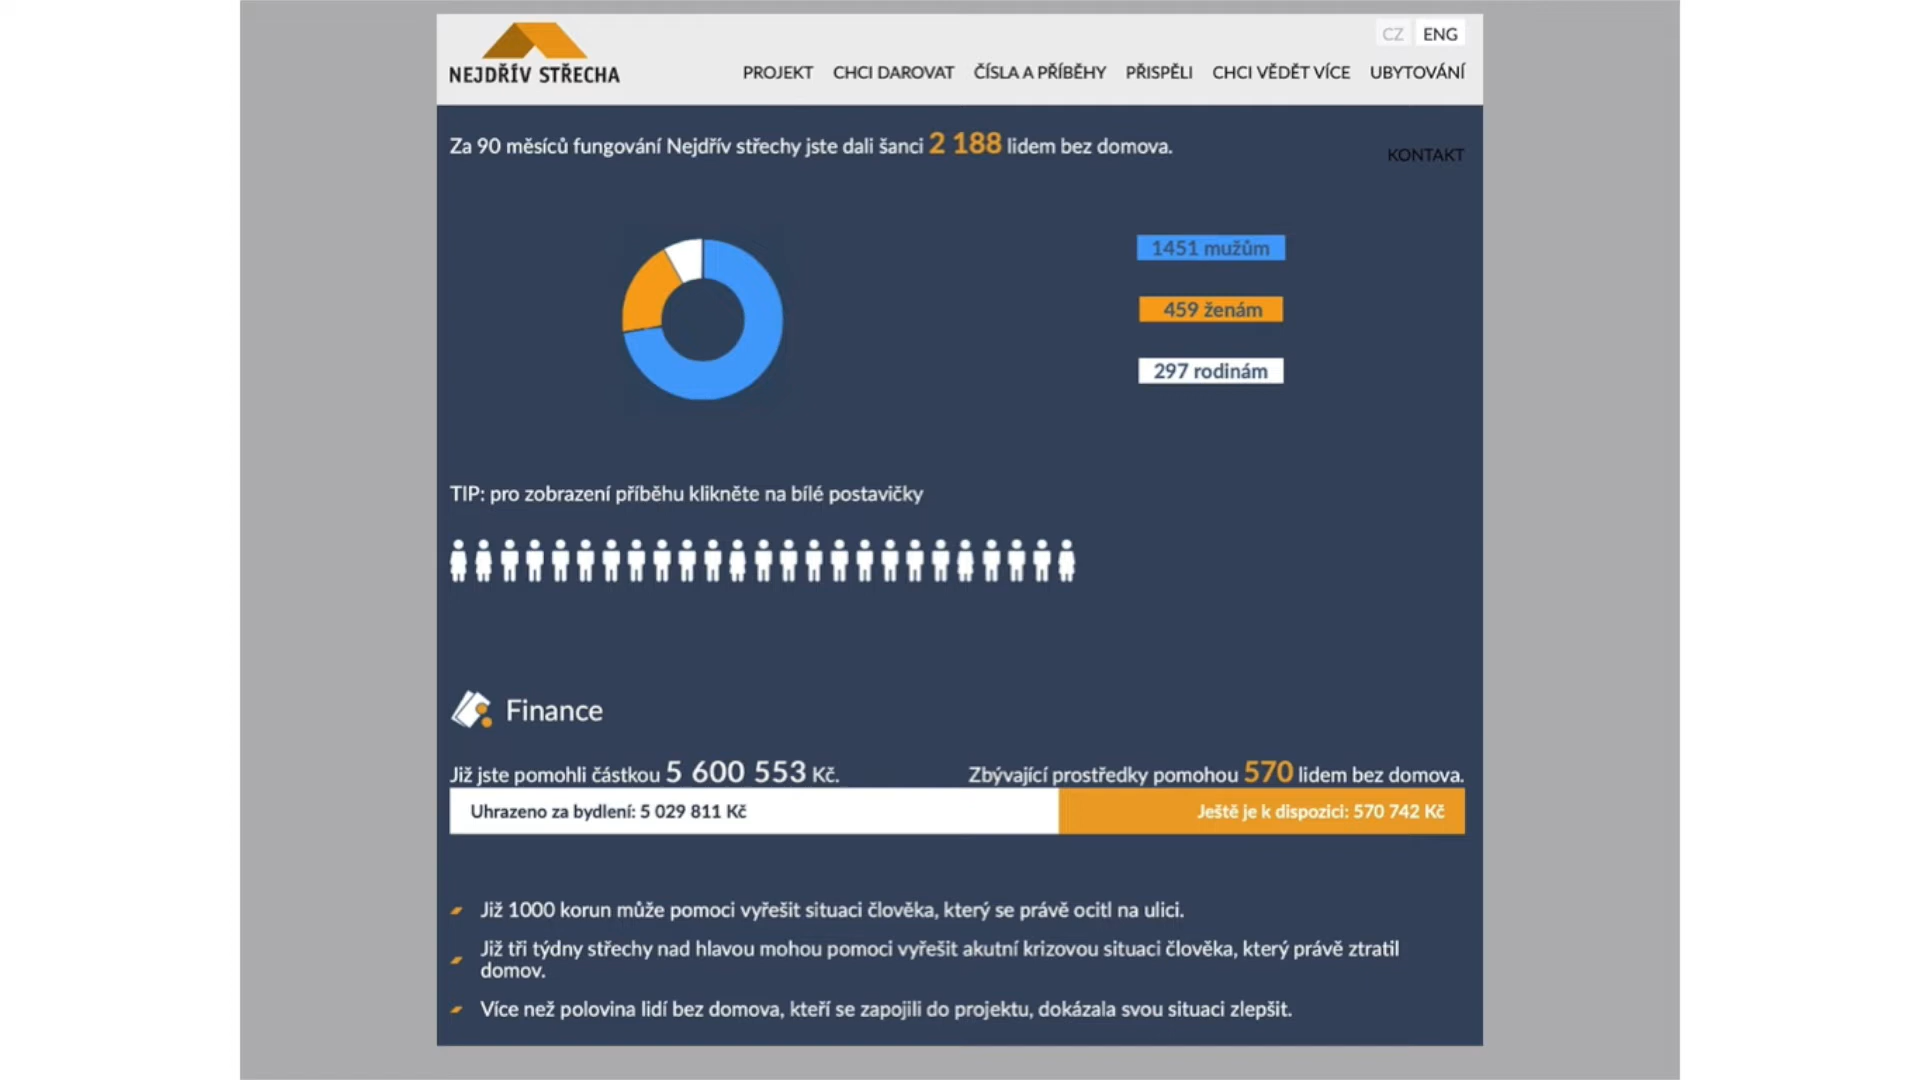 CZ ENG
NEJDŘÍV STŘECHA
PROJEKT CHCI DAROVAT ČÍSLA A PŘÍBĚHY PŘISPĚLI CHCI VĚDĚT VÍCE UBYTOVÁNÍ
Za 90 měsíců fungování Nejdřív střechy jste dali šanci 2 188 lidem bez domova.
KONTAKT
1451 mužům
459 ženám
297 rodinám
TIP: pro zobrazení příběhu klikněte na bílé postavičky
Finance
Již jste pomohli částkou 5 600 553 Kč.
Zbývající prostředky pomohou 570 lidem bez domova.
Uhrazeno za bydlení: 5 029 811 Kč
Ještě je k dispozici: 570 742 Kč
Již 1000 korun může pomoci vyřešit situaci člověka, který se právě ocitl na ulici.
Již tři týdny střechy nad hlavou mohou pomoci vyřešit akutní krizovou situaci člověka, který právě ztratil
domov.
Více než polovina lidí bez domova, kteří se zapojili do projektu, dokázala svou situaci zlepšit.